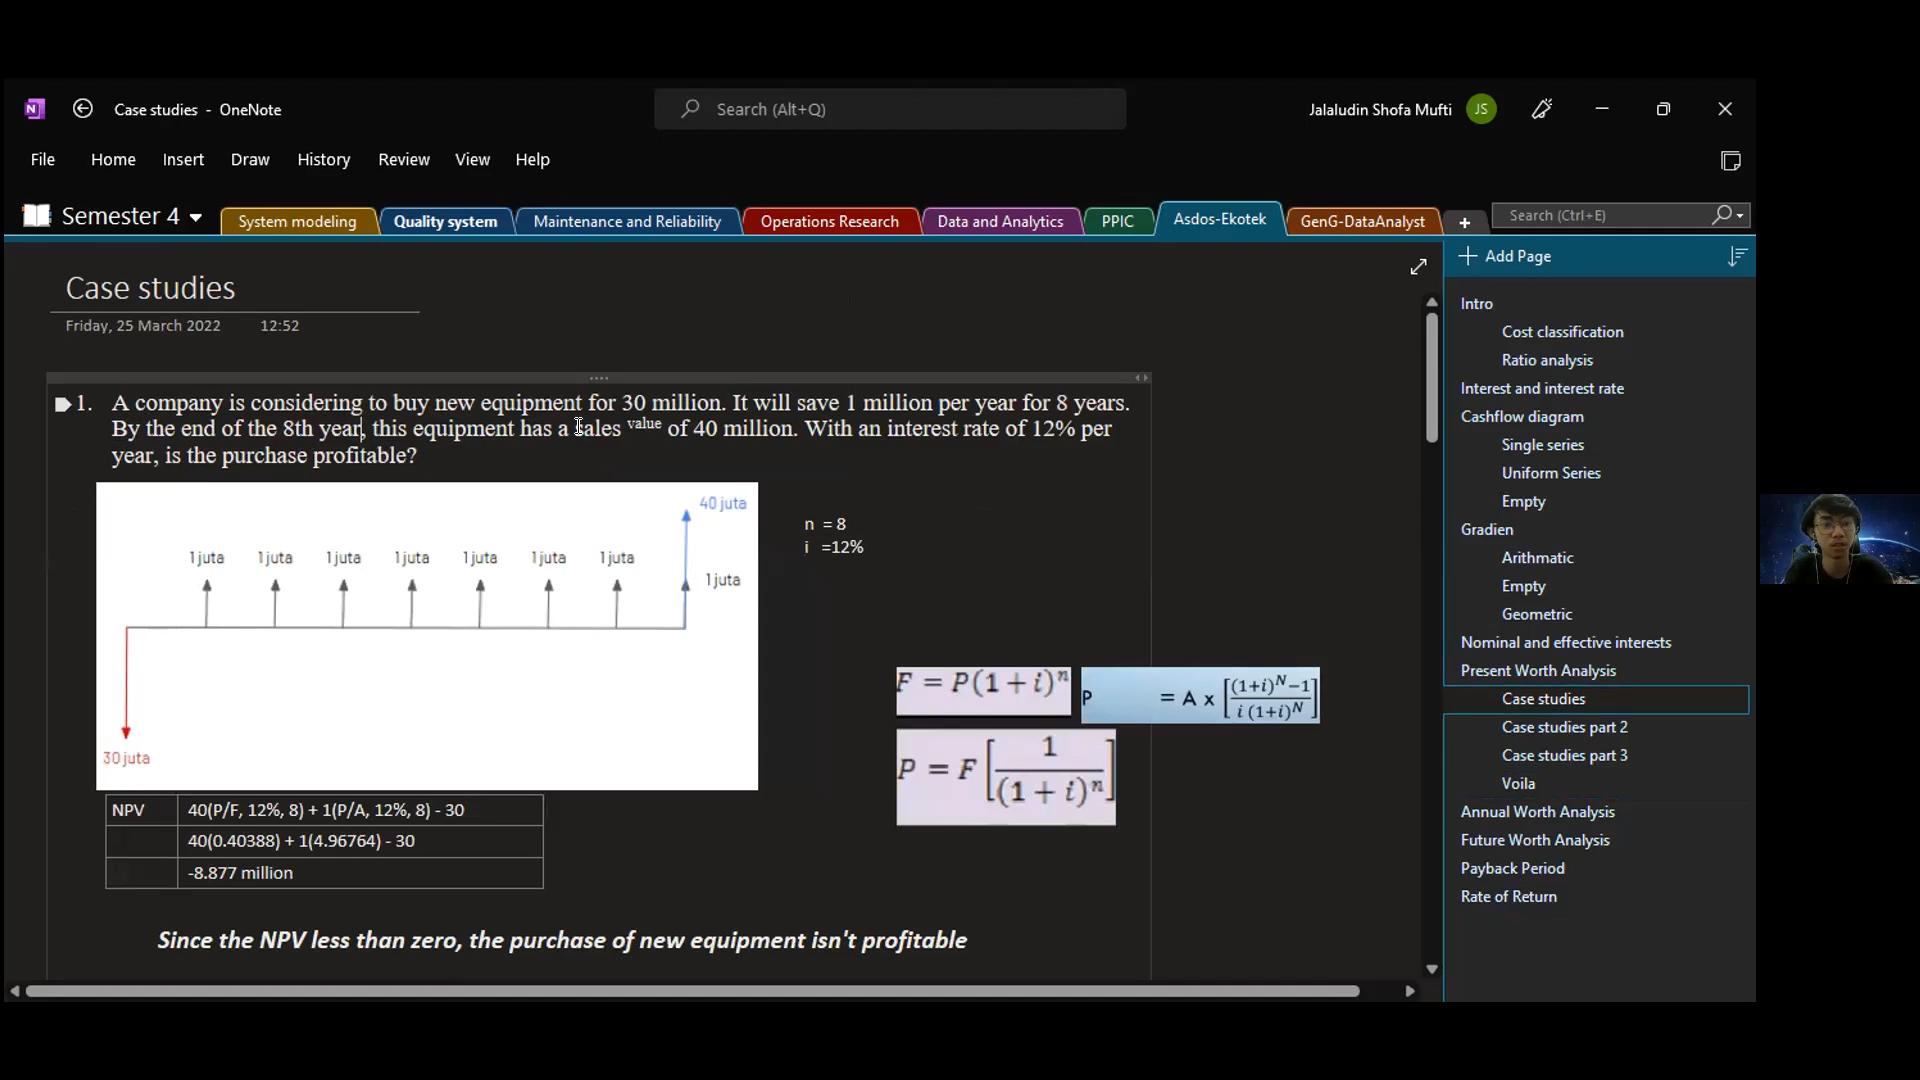 Case studies - OneNote
Search (Alt+Q)
Jalaludin Shofa Mufti
JS
File Home Insert Draw History Review View Help
Semester 4
System modeling
Quality system
Maintenance and Reliability
Operations Research
Data and Analytics
PPIC
Asdos-Ekotek
GenG-DataAnalyst
+
Search (Ctrl+E)
Case studies
Friday, 25 March 2022 12:52
1. A company is considering to buy new equipment for 30 million. It will save 1 million per year for 8 years.
By the end of the 8th year, this equipment has a sales value of 40 million. With an interest rate of 12% per
year, is the purchase profitable?
40 juta
1 juta 1 juta 1 juta 1 juta 1 juta 1 juta 1 juta
1 juta
30 juta
n = 8
i =12%
F = P(1 + i)^n
P = A x [((1+i)^N −1)/(i (1+i)^N)]
P = F [1/((1 + i)^n)]
NPV 40(P/F, 12%, 8) + 1(P/A, 12%, 8) - 30
40(0.40388) + 1(4.96764) - 30
-8.877 million
Since the NPV less than zero, the purchase of new equipment isn't profitable
Add Page
Intro
Cost classification
Ratio analysis
Interest and interest rate
Cashflow diagram
Single series
Uniform Series
Empty
Gradien
Arithmatic
Empty
Geometric
Nominal and effective interests
Present Worth Analysis
Case studies
Case studies part 2
Case studies part 3
Voila
Annual Worth Analysis
Future Worth Analysis
Payback Period
Rate of Return